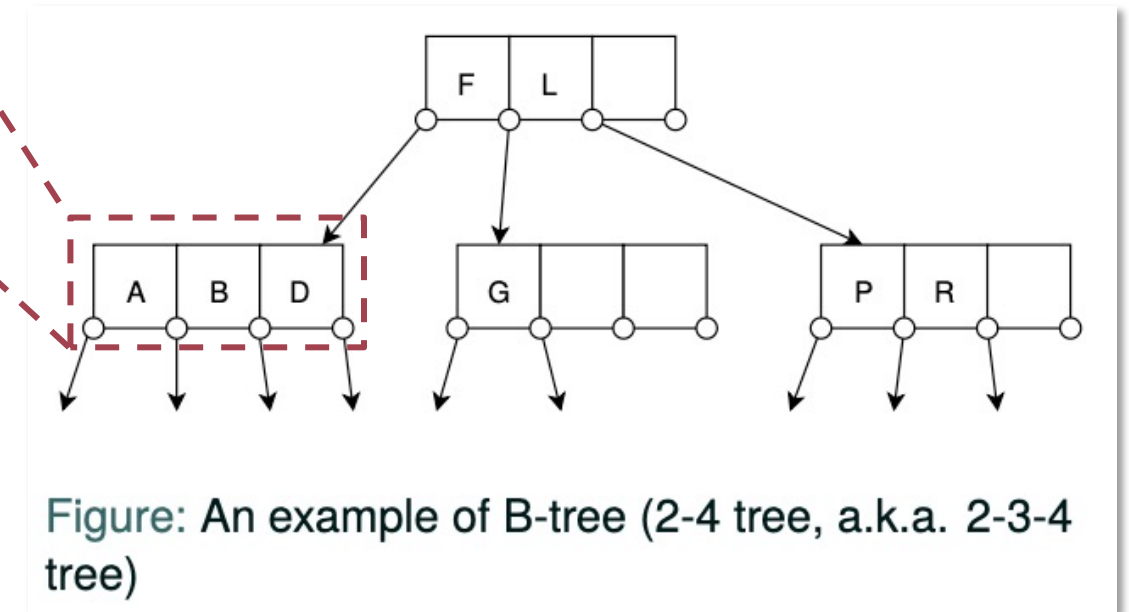 F L
A B D
G
P R
Figure: An example of B-tree (2-4 tree, a.k.a. 2-3-4
tree)